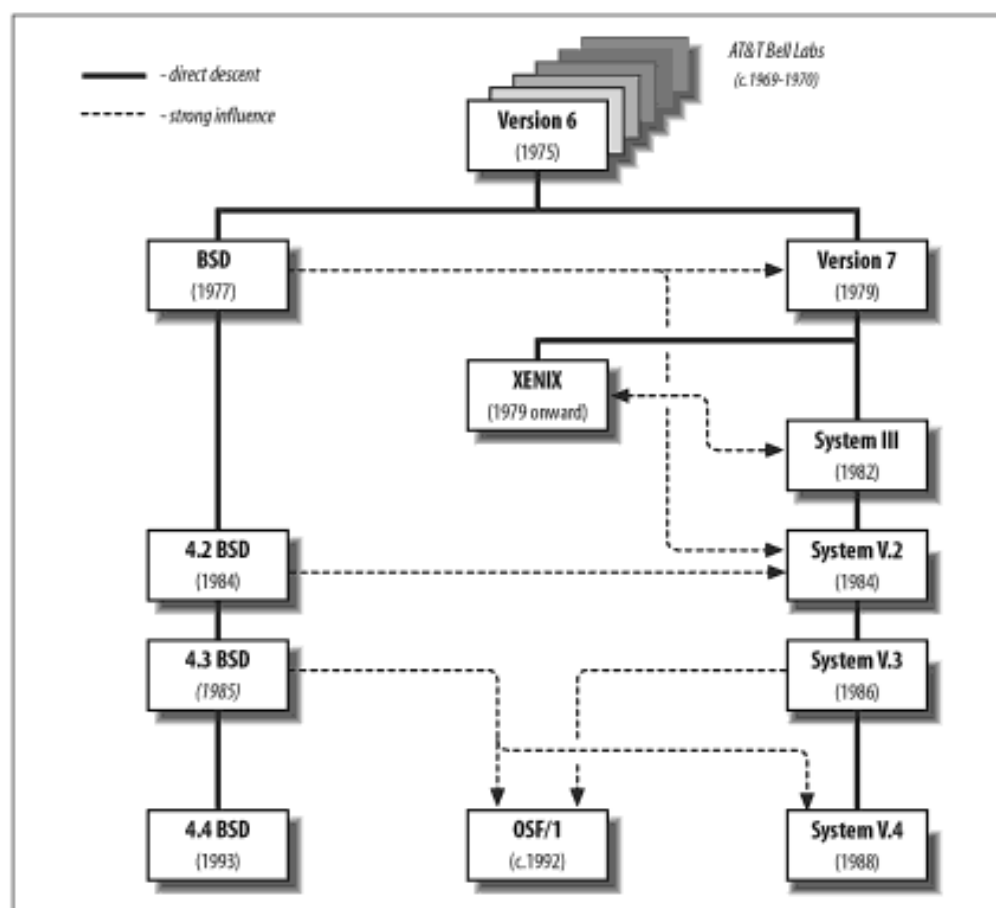 AT&T Bell Labs
(c.1969-1970)
- direct descent
- strong influence
Version 6
(1975)
BSD
(1977)
Version 7
(1979)
XENIX
(1979 onward)
System III
(1982)
4.2 BSD
(1984)
System V.2
(1984)
4.3 BSD
(1985)
System V.3
(1986)
4.4 BSD
(1993)
OSF/1
(c.1992)
System V.4
(1988)